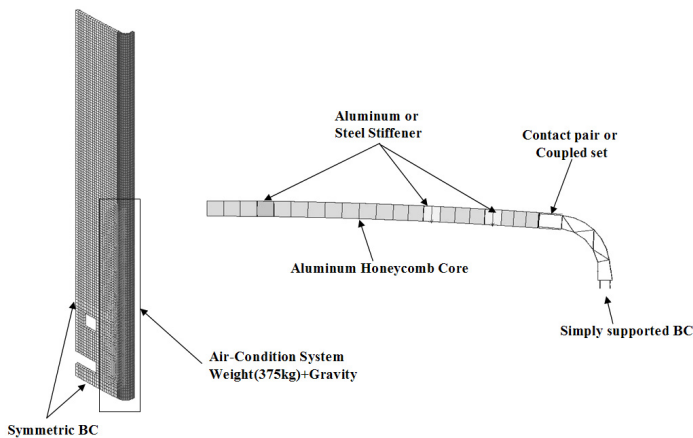 Aluminum or
Steel Stiffener
Contact pair or
Coupled set
Aluminum Honeycomb Core
Simply supported BC
Air-Condition System
Weight(375kg)+Gravity
Symmetric BC